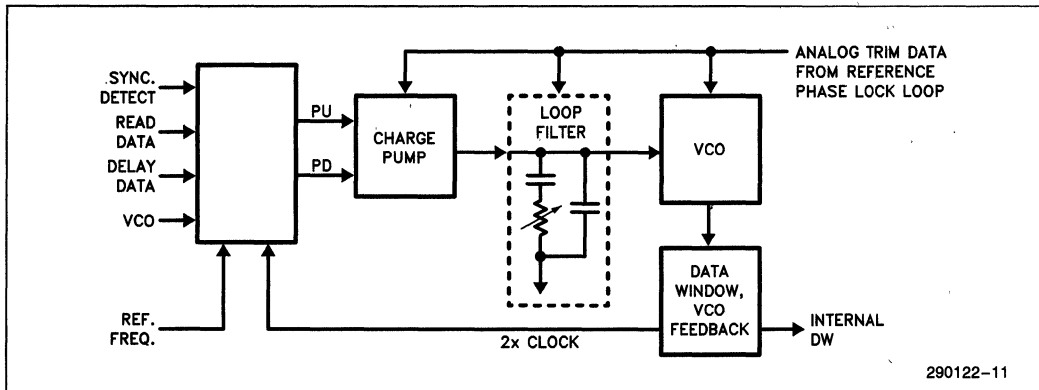 ANALOG TRIM DATA
FROM REFERENCE
PHASE LOCK LOOP
SYNC.
DETECT
READ
DATA
DELAY
DATA
VCO
PU
PD
CHARGE
PUMP
LOOP
FILTER
VCO
DATA
WINDOW,
VCO
FEEDBACK
REF.
FREQ.
2x CLOCK
INTERNAL
DW
290122-11